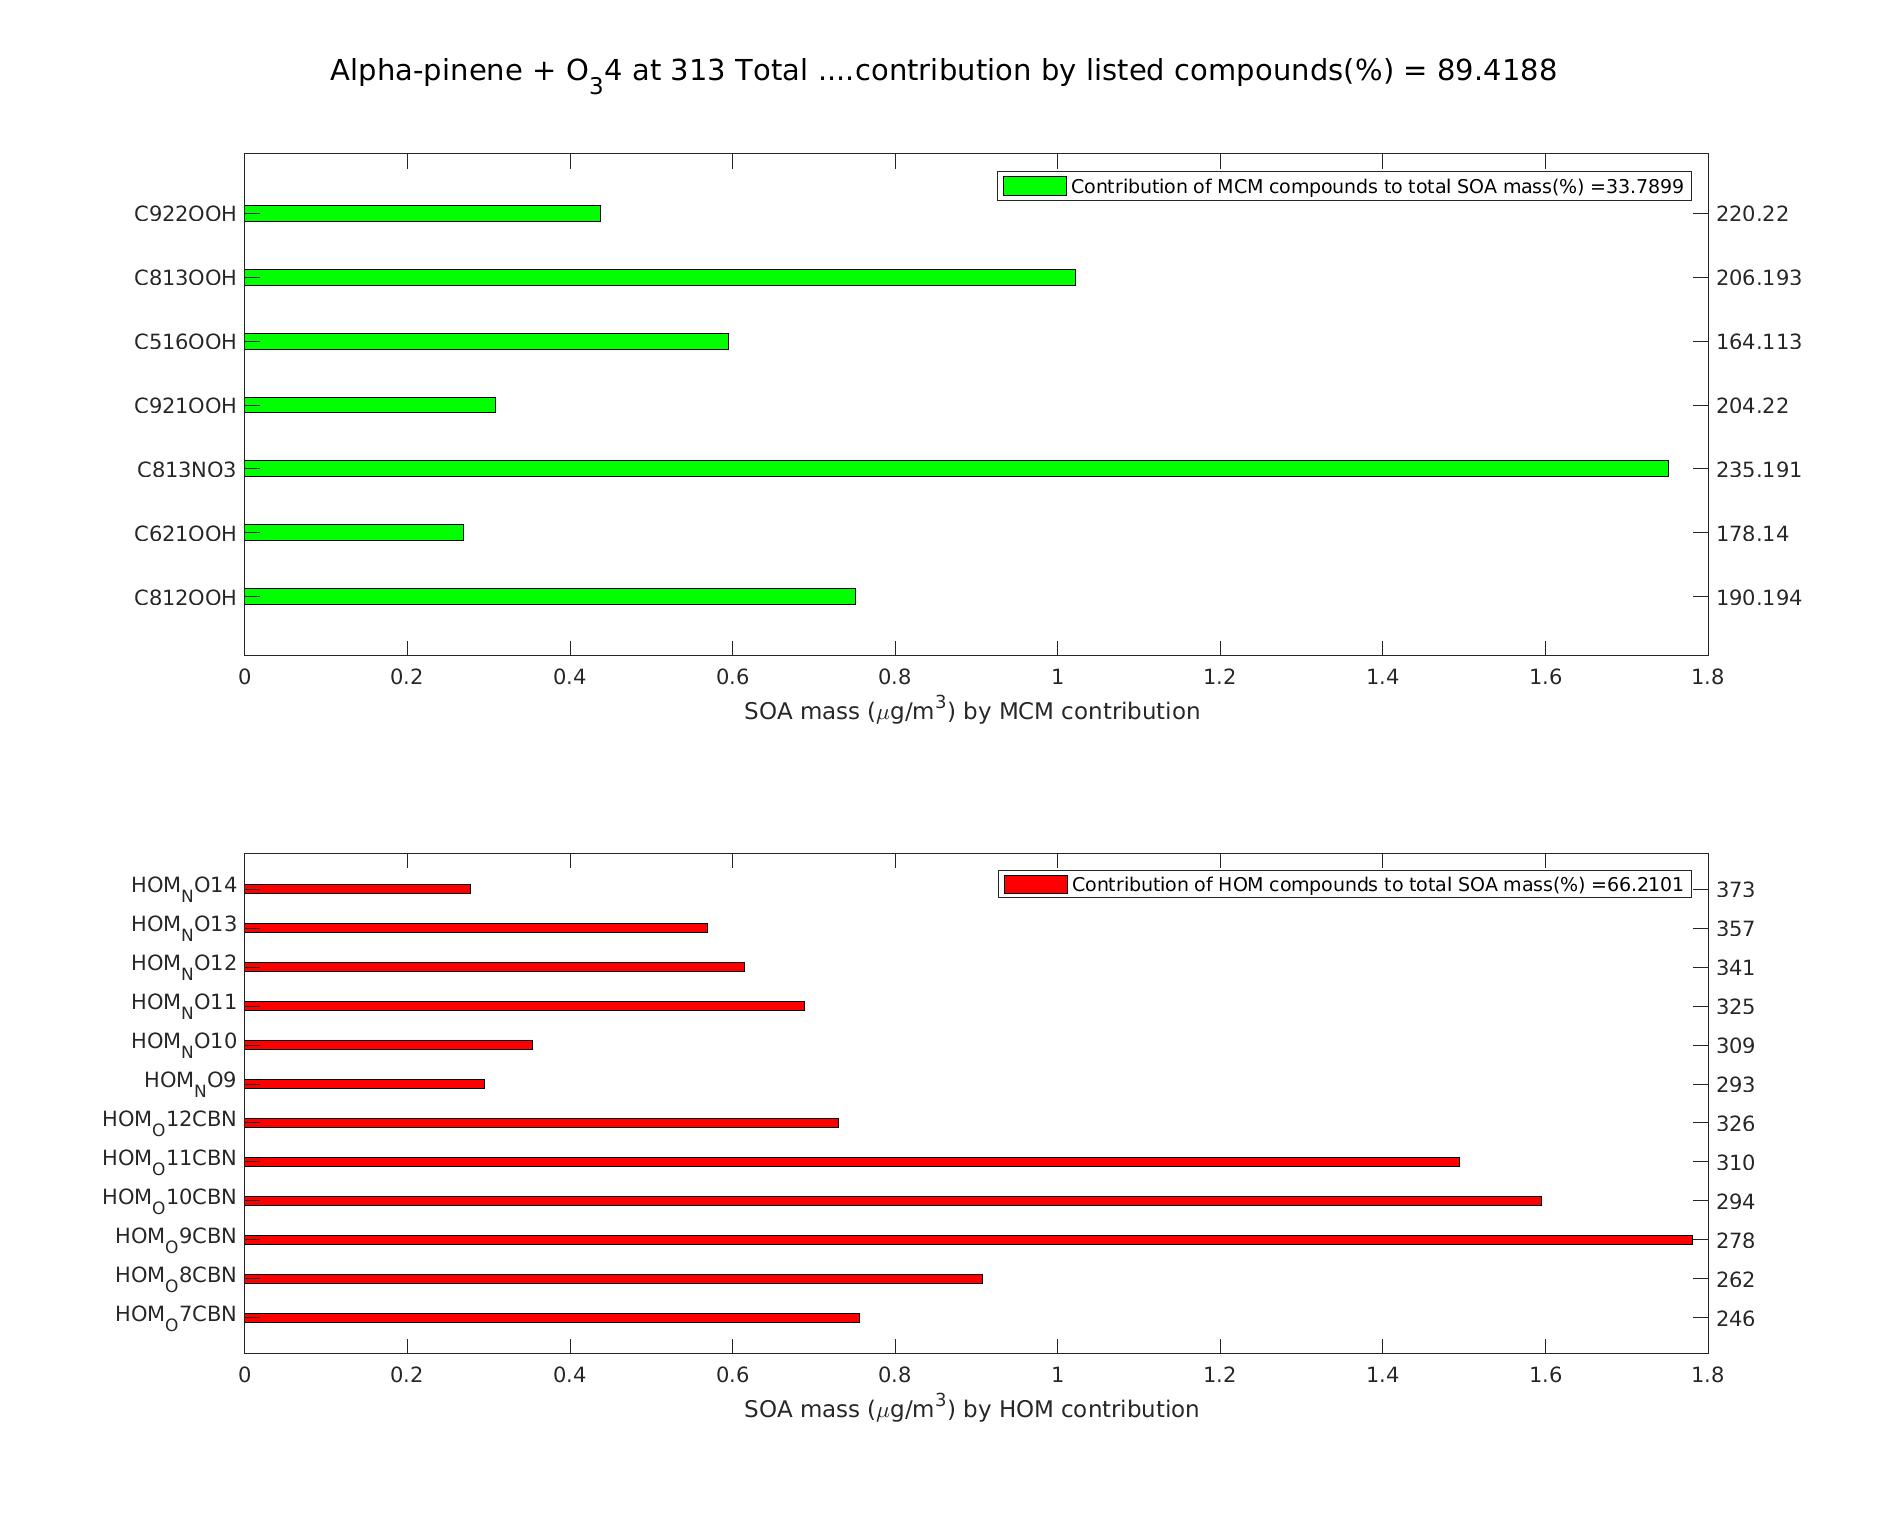 Alpha-pinene + O34 at 313 Total ....contribution by listed compounds(%) = 89.4188
Contribution of MCM compounds to total SOA mass(%) =33.7899
C922OOH 220.22
C813OOH 206.193
C516OOH 164.113
C921OOH 204.22
C813NO3 235.191
C621OOH 178.14
C812OOH 190.194
0 0.2 0.4 0.6 0.8 1 1.2 1.4 1.6 1.8
SOA mass (μg/m3) by MCM contribution
Contribution of HOM compounds to total SOA mass(%) =66.2101
HOMNO14 373
HOMNO13 357
HOMNO12 341
HOMNO11 325
HOMNO10 309
HOMNO9 293
HOMO12CBN 326
HOMO11CBN 310
HOMO10CBN 294
HOMO9CBN 278
HOMO8CBN 262
HOMO7CBN 246
0 0.2 0.4 0.6 0.8 1 1.2 1.4 1.6 1.8
SOA mass (μg/m3) by HOM contribution